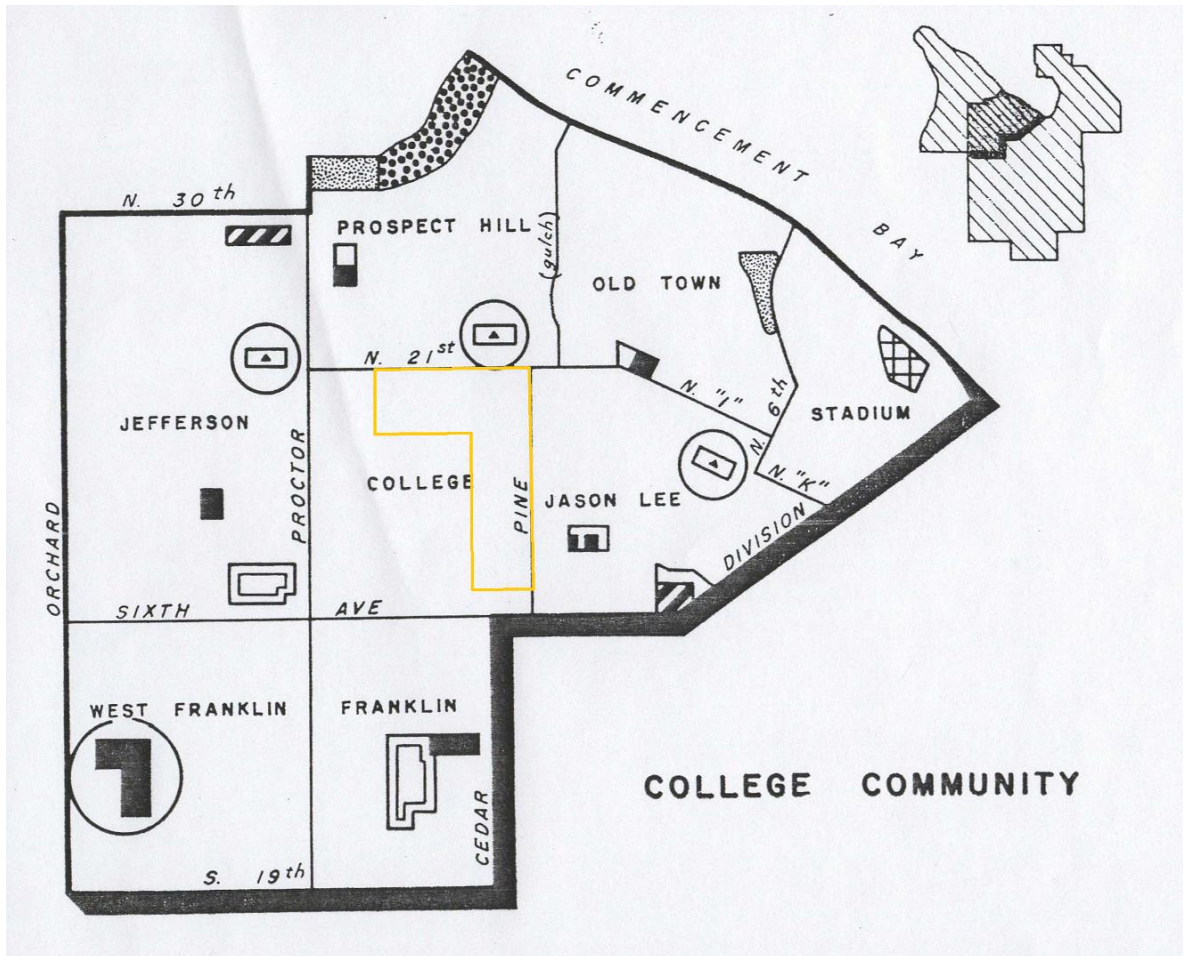 COMMENCEMENT BAY
N. 30th
PROSPECT HILL
(gulch)
OLD TOWN
N. 21st
N. "I"
N. 6th
STADIUM
JEFFERSON
PROCTOR
COLLEGE
PINE
JASON LEE
N. "K"
DIVISION
ORCHARD
SIXTH AVE
WEST FRANKLIN
FRANKLIN
CEDAR
COLLEGE COMMUNITY
S. 19th